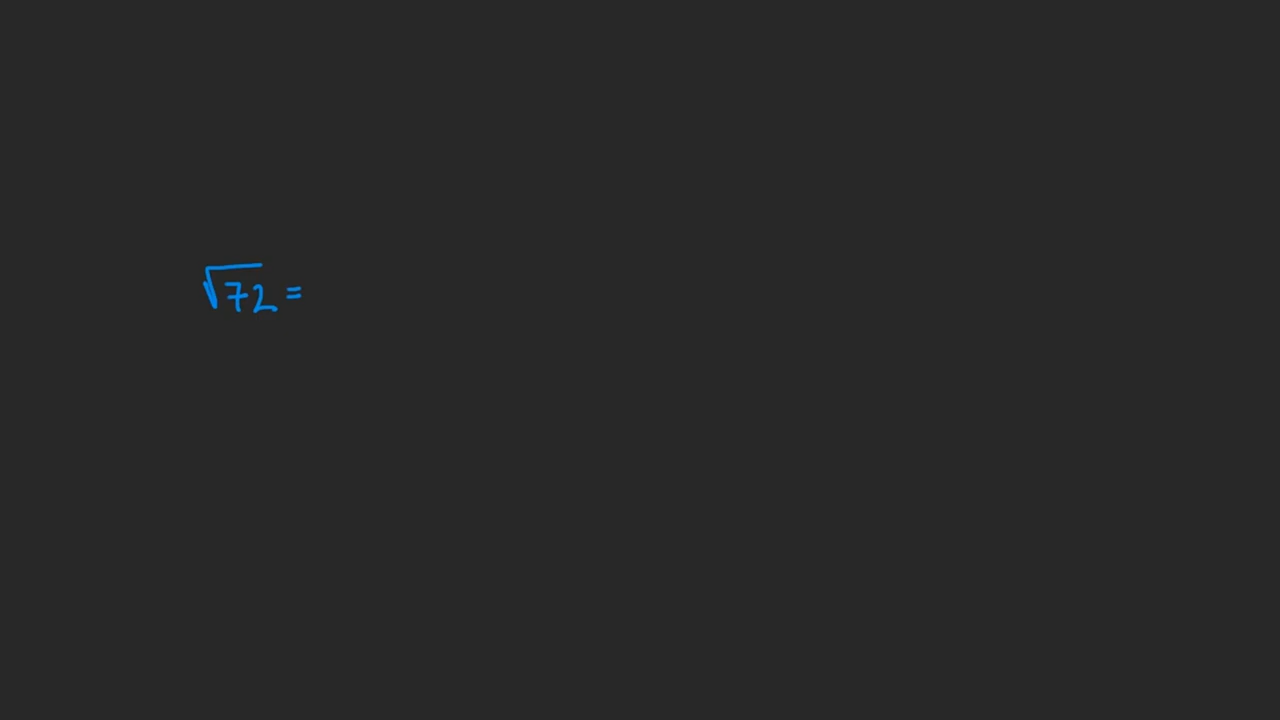 √72 =